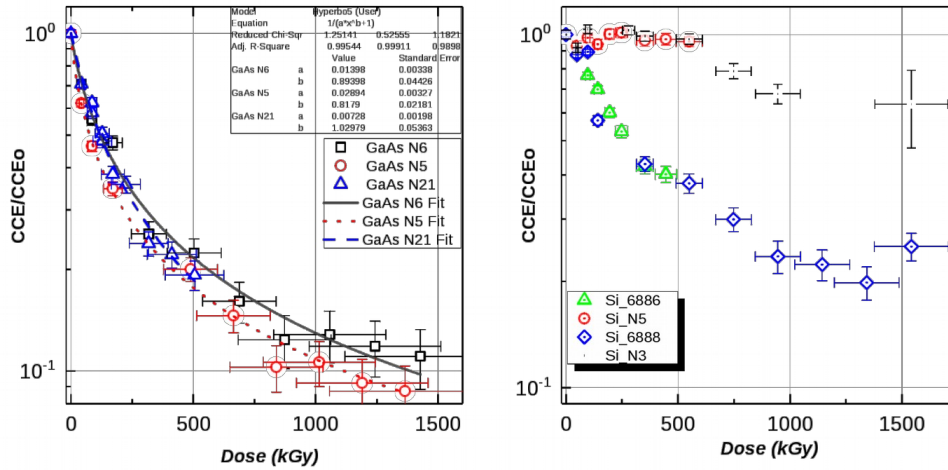 Model Hyperbo5 (User)
Equation 1/(a*x^b+1)
Reduced Chi-Sqr 1.25141 0.52555 1.1821
Adj. R-Square 0.99544 0.99911 0.9898
Value Standard Error
GaAs N6 a 0.01398 0.00338
b 0.89398 0.04426
GaAs N5 a 0.02894 0.00327
b 0.8179 0.02181
GaAs N21 a 0.00728 0.00198
b 1.02979 0.05363
GaAs N6
GaAs N5
GaAs N21
GaAs N6 Fit
GaAs N5 Fit
GaAs N21 Fit
10^0
10^-1
CCE/CCEo
0 500 1000 1500
Dose (kGy)
10^0
10^-1
CCE/CCEo
Si_6886
Si_N5
Si_6888
Si_N3
0 500 1000 1500
Dose (kGy)